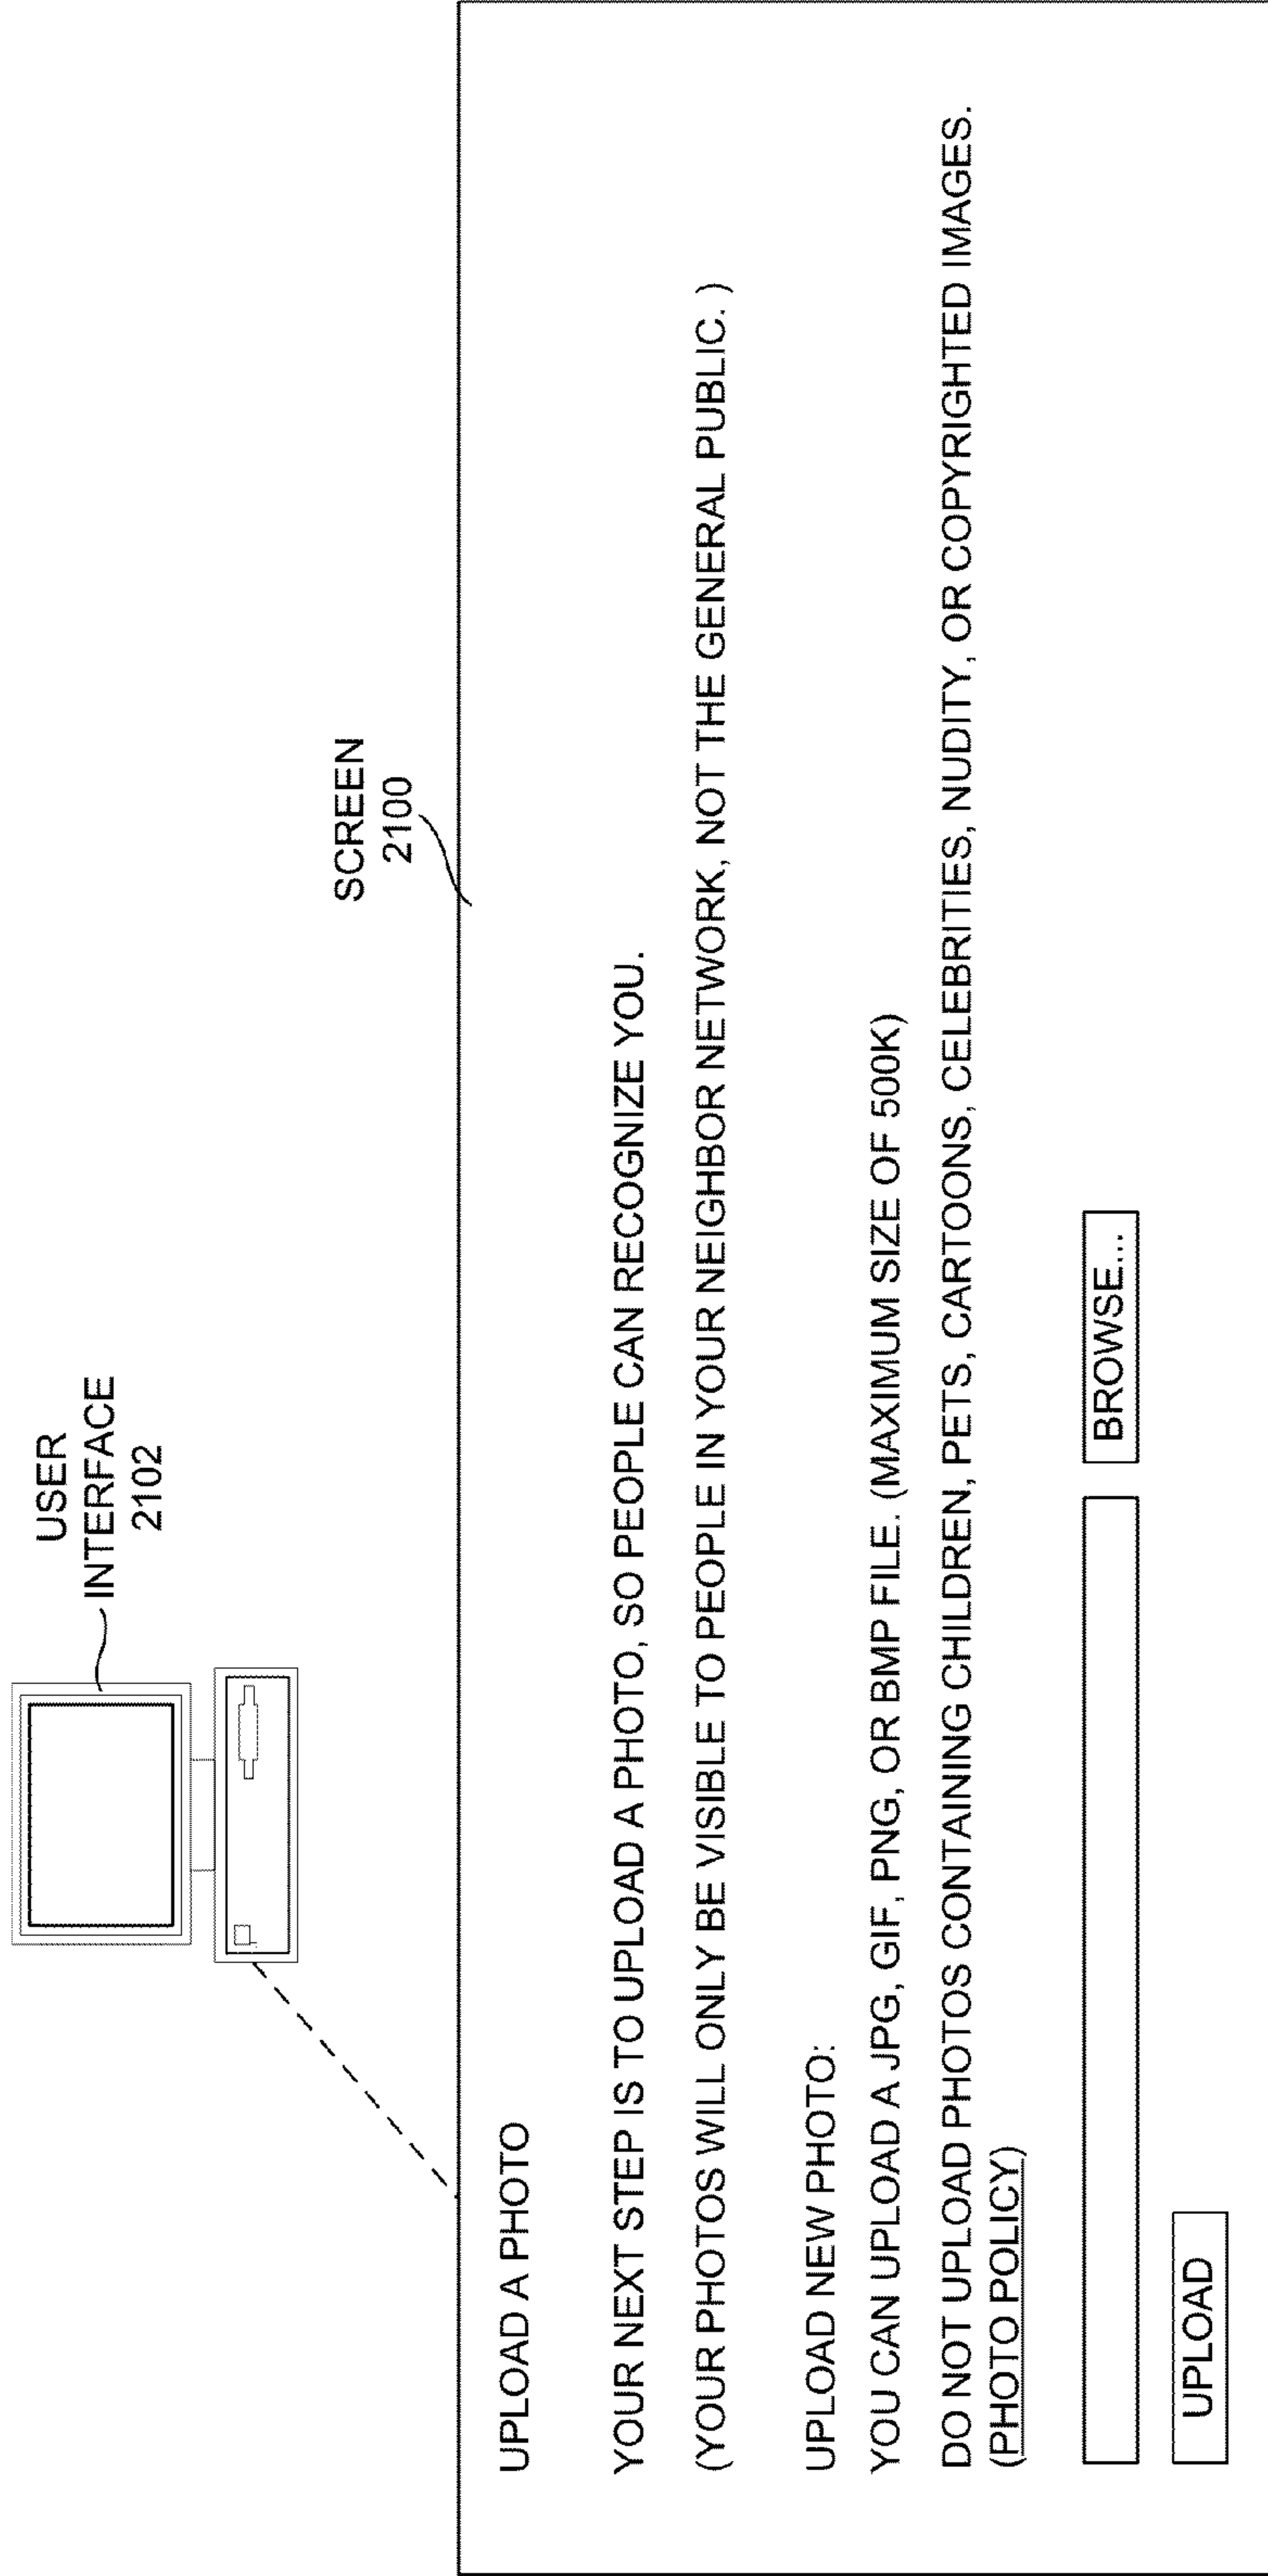 USER
INTERFACE
2102
SCREEN
2100
UPLOAD A PHOTO
YOUR NEXT STEP IS TO UPLOAD A PHOTO, SO PEOPLE CAN RECOGNIZE YOU.
(YOUR PHOTOS WILL ONLY BE VISIBLE TO PEOPLE IN YOUR NEIGHBOR NETWORK, NOT THE GENERAL PUBLIC. )
UPLOAD NEW PHOTO:
YOU CAN UPLOAD A JPG, GIF, PNG, OR BMP FILE. (MAXIMUM SIZE OF 500K)
DO NOT UPLOAD PHOTOS CONTAINING CHILDREN, PETS, CARTOONS, CELEBRITIES, NUDITY, OR COPYRIGHTED IMAGES.
(PHOTO POLICY)
BROWSE...
UPLOAD